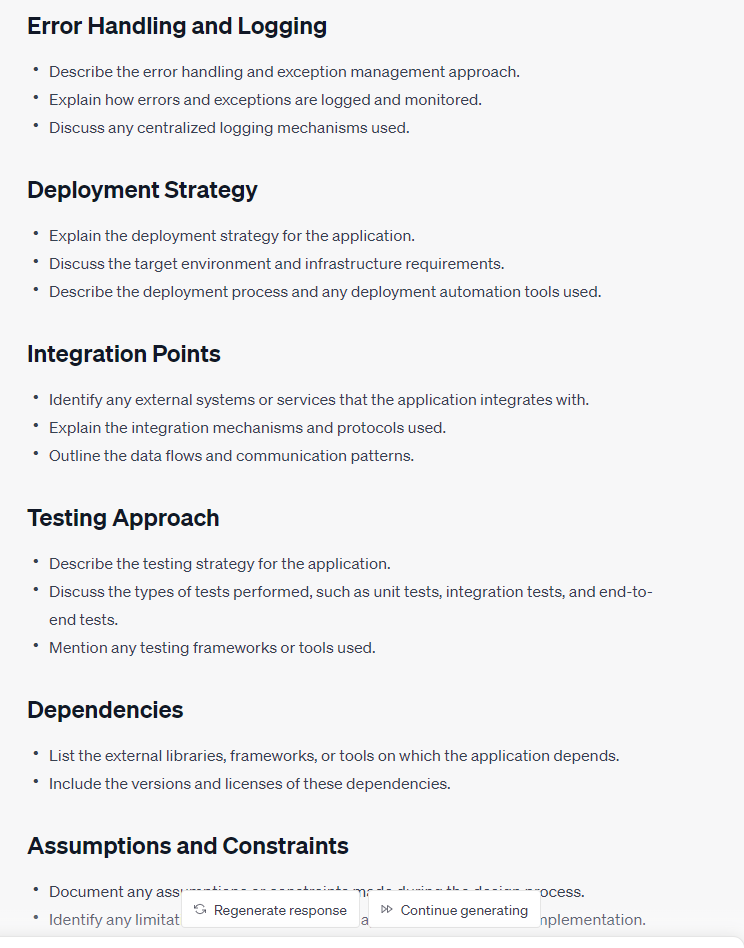 Error Handling and Logging
• Describe the error handling and exception management approach.
• Explain how errors and exceptions are logged and monitored.
• Discuss any centralized logging mechanisms used.
Deployment Strategy
• Explain the deployment strategy for the application.
• Discuss the target environment and infrastructure requirements.
• Describe the deployment process and any deployment automation tools used.
Integration Points
• Identify any external systems or services that the application integrates with.
• Explain the integration mechanisms and protocols used.
• Outline the data flows and communication patterns.
Testing Approach
• Describe the testing strategy for the application.
• Discuss the types of tests performed, such as unit tests, integration tests, and end-to-
end tests.
• Mention any testing frameworks or tools used.
Dependencies
• List the external libraries, frameworks, or tools on which the application depends.
• Include the versions and licenses of these dependencies.
Assumptions and Constraints
• Document any assumptions or constraints made during the design process.
Regenerate response Continue generating
• Identify any